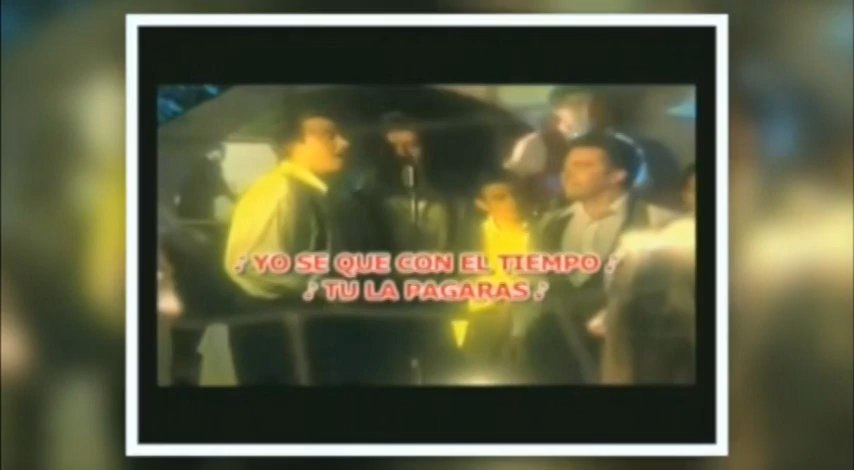 ♪ YO SE QUE CON EL TIEMPO ♪
♪ TU LA PAGARAS ♪